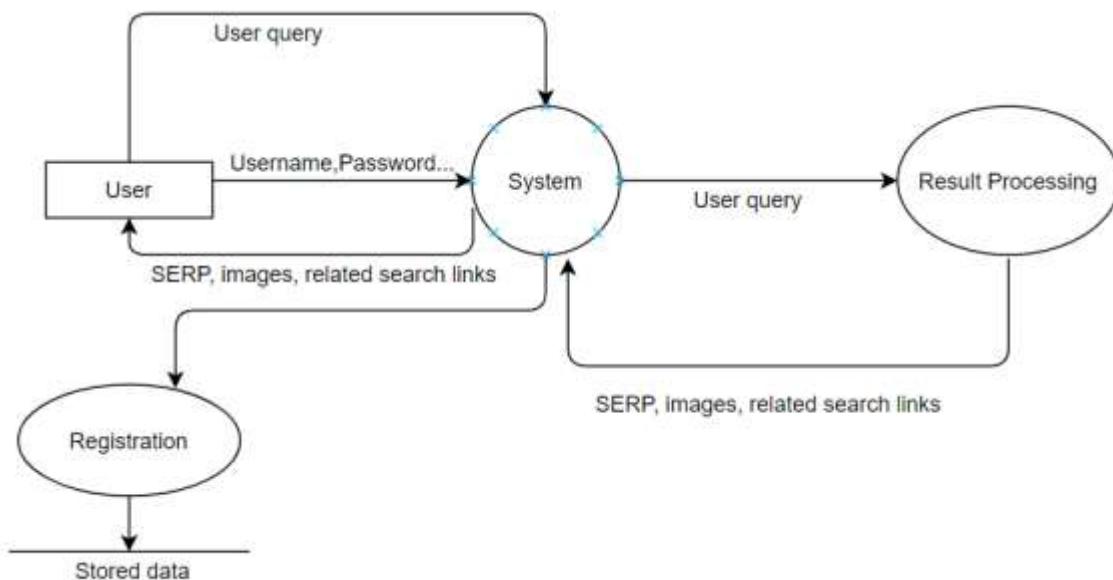 User query
Username,Password...
User
System
Result Processing
User query
SERP, images, related search links
SERP, images, related search links
Registration
Stored data